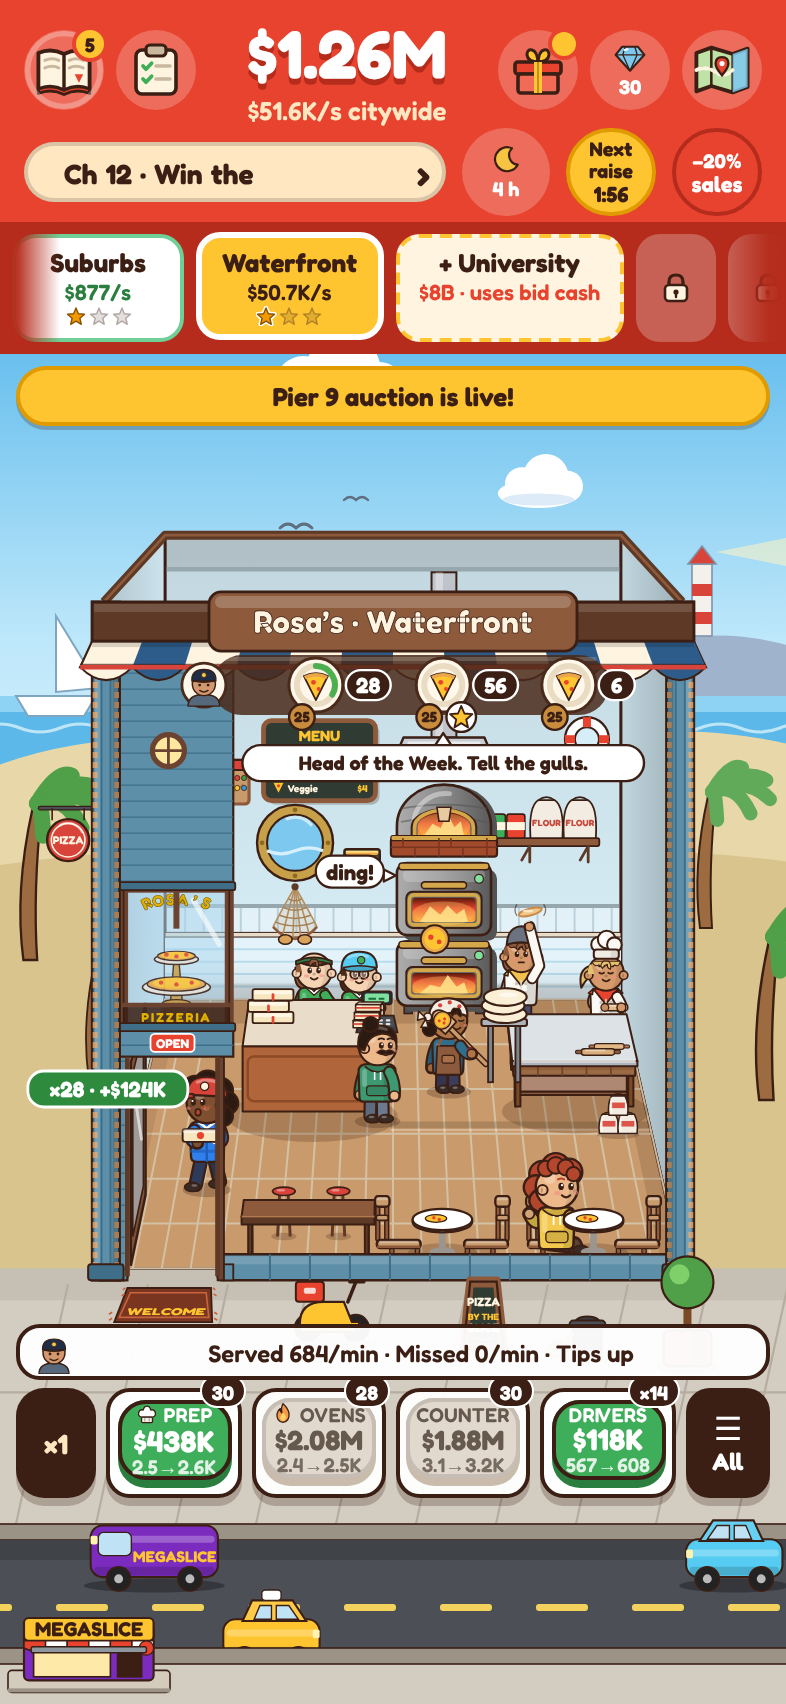 5
$1.26M
$51.6K/s citywide
30
Ch 12 · Win the
4 h
Next
raise
1:56
−20%
sales
Suburbs
$877/s
Waterfront
$50.7K/s
+ University
$8B · uses bid cash
Pier 9 auction is live!
Rosa's · Waterfront
28
56
6
25
25
25
MENU
Head of the Week. Tell the gulls.
Veggie $4
FLOUR
FLOUR
PIZZA
ding!
ROSA'S
PIZZERIA
OPEN
x28 · +$124K
WELCOME
PIZZA
BY THE
Served 684/min · Missed 0/min · Tips up
x1
30
PREP
$438K
2.5→2.6K
28
OVENS
$2.08M
2.4→2.5K
30
COUNTER
$1.88M
3.1→3.2K
x14
DRIVERS
$118K
567→608
All
MEGASLICE
MEGASLICE